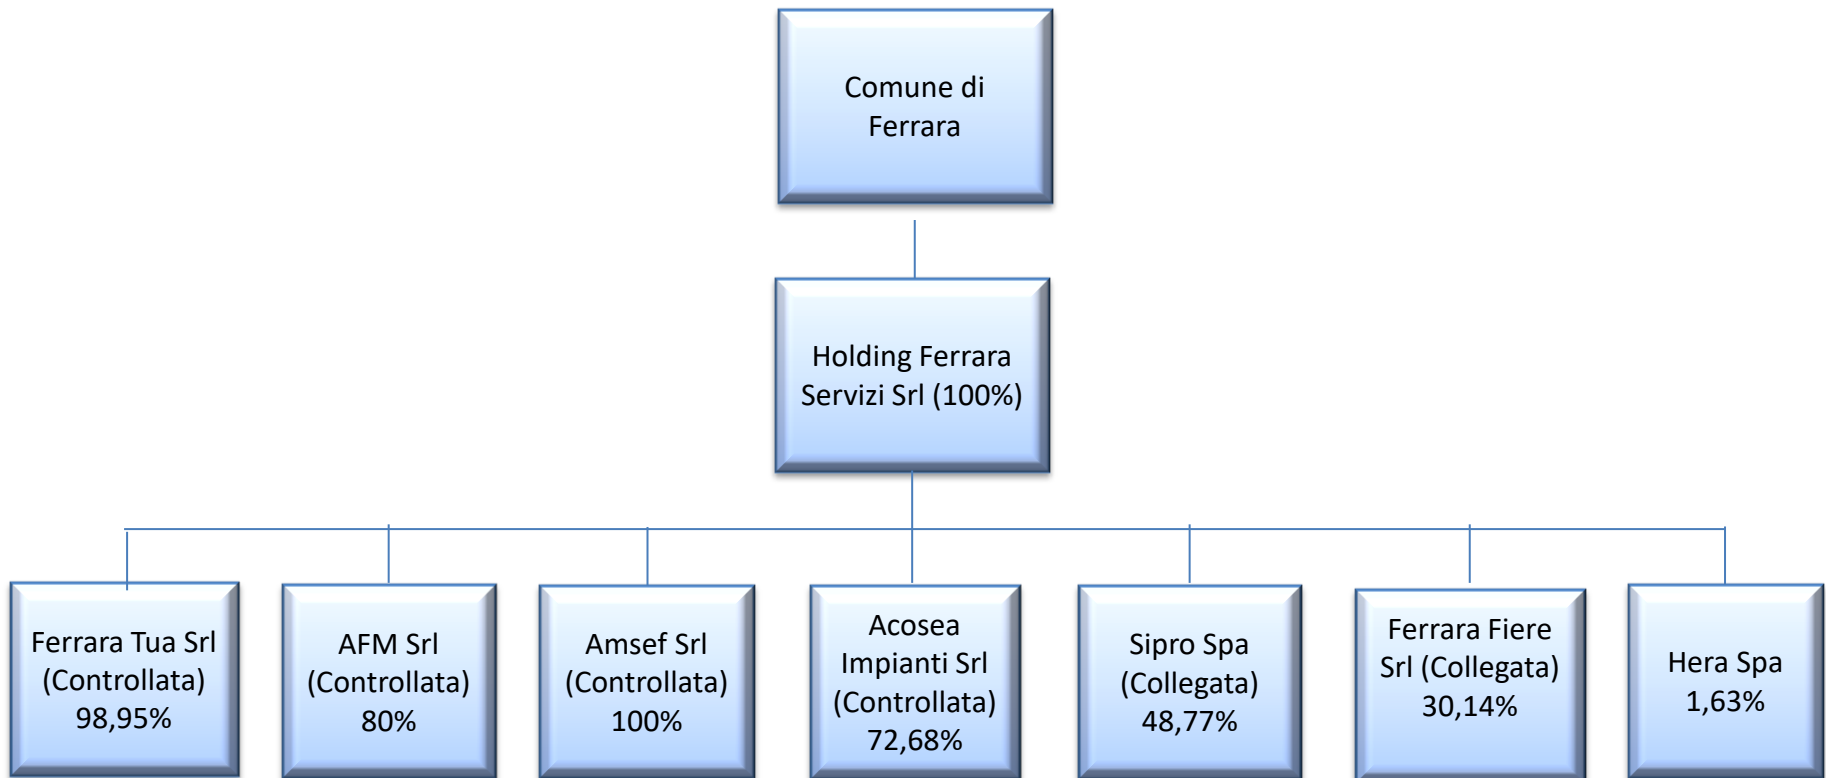 Comune di
Ferrara
Holding Ferrara
Servizi Srl (100%)
Ferrara Tua Srl
(Controllata)
98,95%
AFM Srl
(Controllata)
80%
Amsef Srl
(Controllata)
100%
Acosea
Impianti Srl
(Controllata)
72,68%
Sipro Spa
(Collegata)
48,77%
Ferrara Fiere
Srl (Collegata)
30,14%
Hera Spa
1,63%